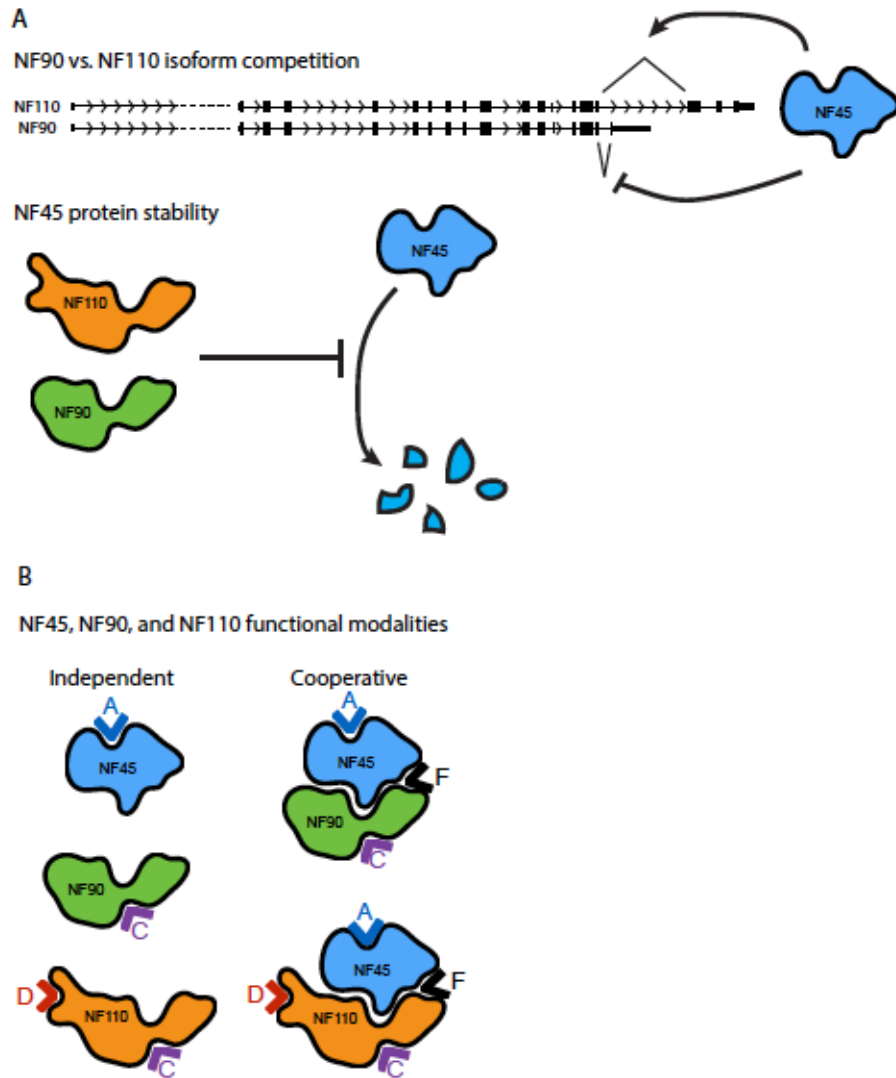 A
NF90 vs. NF110 isoform competition
NF110
NF90
NF45
NF45 protein stability
NF45
NF110
NF90
B
NF45, NF90, and NF110 functional modalities
Independent
Cooperative
A
NF45
A
NF45
F
NF90
C
NF90
C
A
NF45
F
D
NF110
C
D
NF110
C